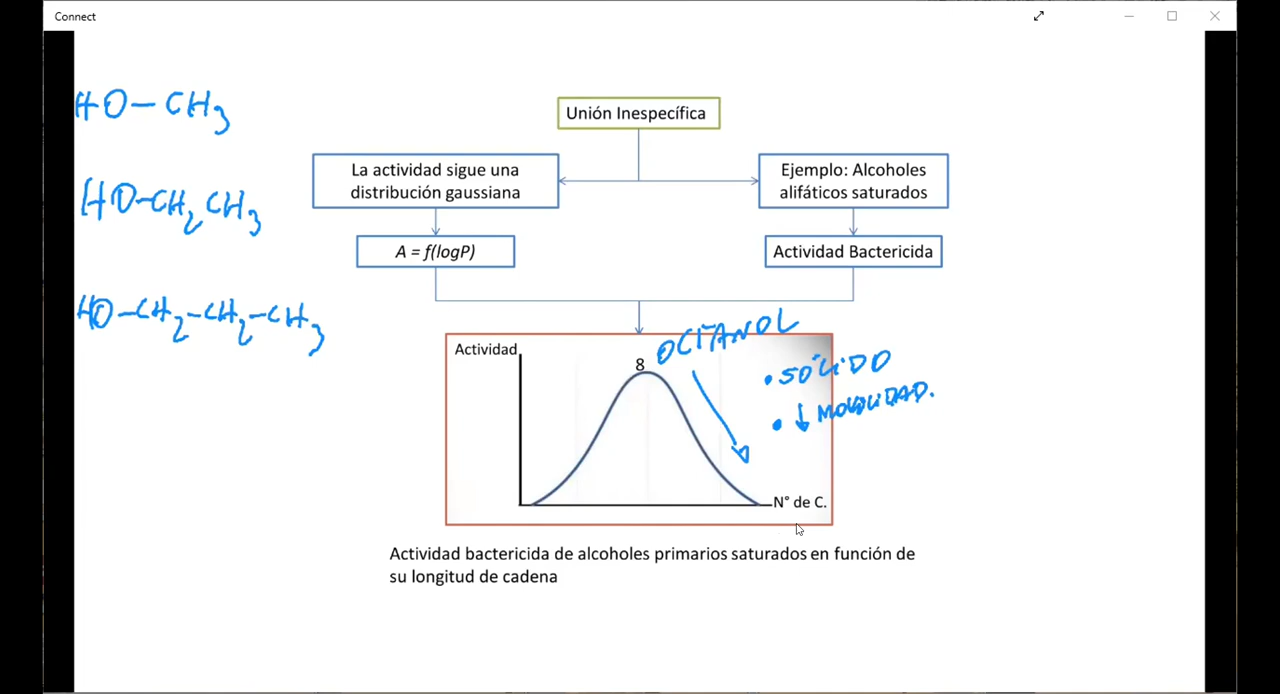 Connect
HO-CH3
HO-CH2CH3
HO-CH2-CH2-CH3
Unión Inespecífica
La actividad sigue una
distribución gaussiana
Ejemplo: Alcoholes
alifáticos saturados
A = f(logP)
Actividad Bactericida
Actividad
8
OCTANOL
• SÓLIDO
• ↓ MOVILIDAD.
N° de C.
Actividad bactericida de alcoholes primarios saturados en función de
su longitud de cadena